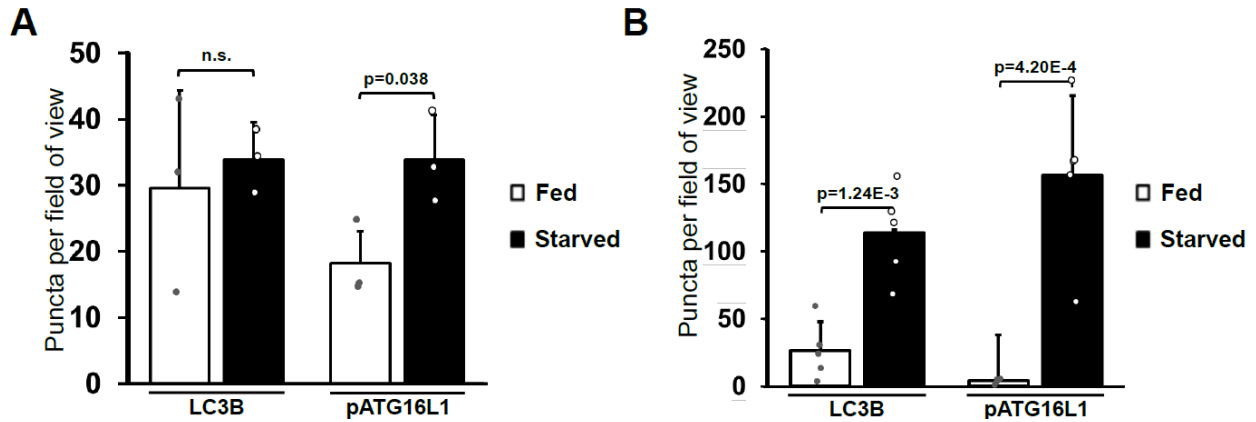 A
Puncta per field of view
50
40
30
20
10
0
n.s.
p=0.038
LC3B
pATG16L1
Fed
Starved
B
Puncta per field of view
250
200
150
100
50
0
p=1.24E-3
p=4.20E-4
LC3B
pATG16L1
Fed
Starved